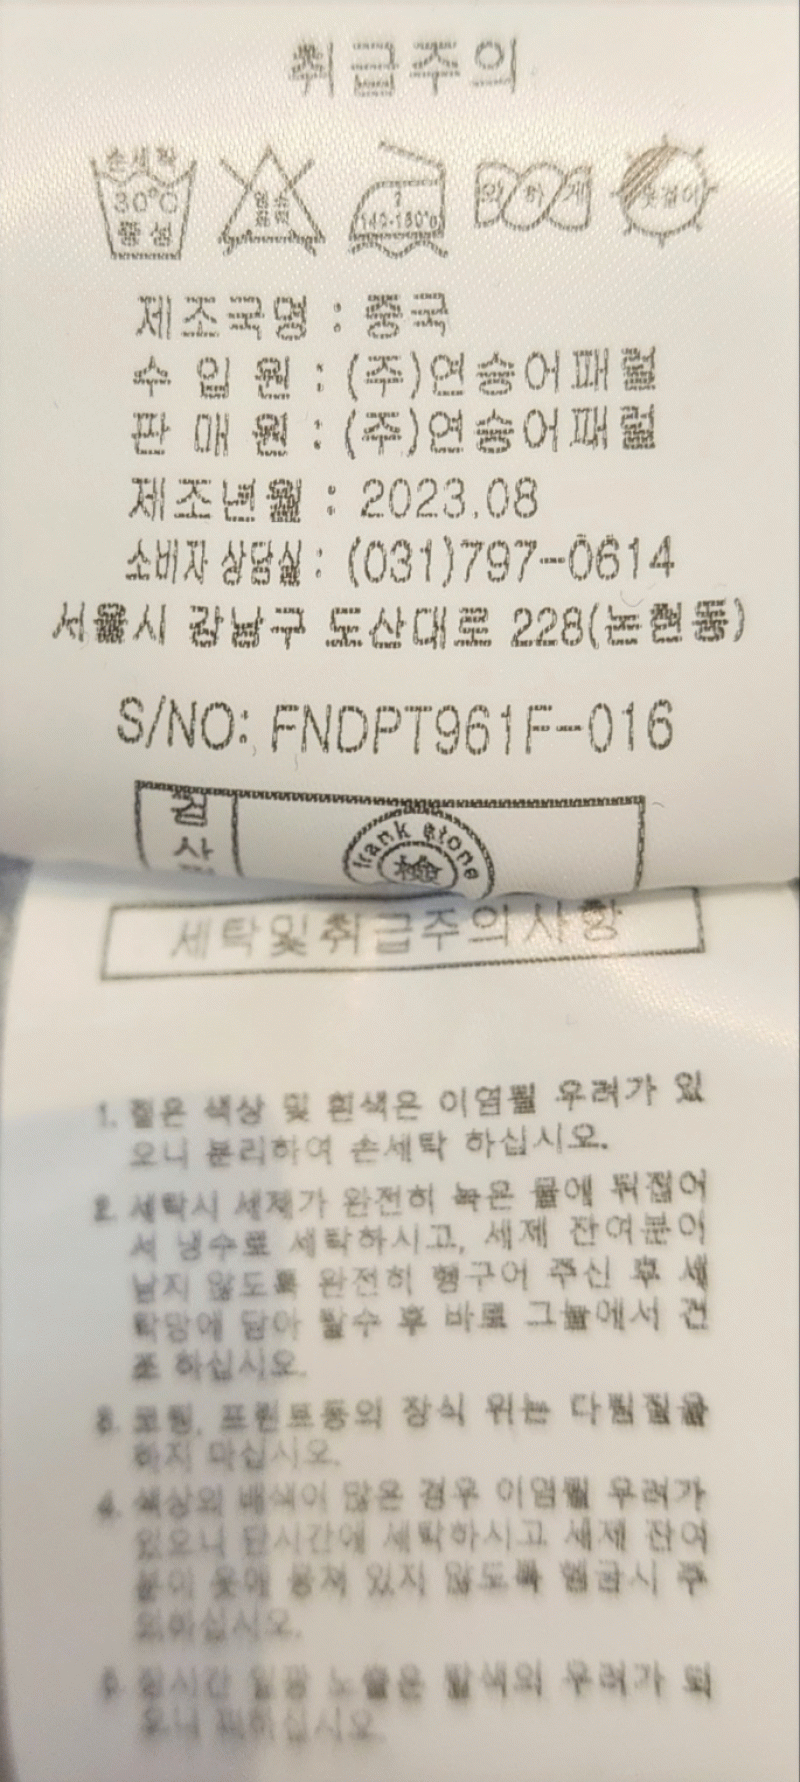 취급주의
손세탁
30℃
중성
염소
표백
140-160℃
약하게
옷걸이
제조국명 : 중국
수 입 원 : (주)연승어패럴
판 매 원 : (주)연승어패럴
제조년월 : 2023.08
소비자 상담실 : (031)797-0614
서울시 강남구 도산대로 228(논현동)
S/NO: FNDPT961F-016
검
사
frank stone
檢
세탁및취급주의사항
1. 짙은 색상 및 흰색은 이염될 우려가 있
오니 분리하여 손세탁 하십시오.
2. 세탁시 세제가 완전히 녹은 물에 뒤집어
서 냉수로 세탁하시고, 세제 잔여분이
남지 않도록 완전히 헹구어 주신 후 세
탁망에 담아 탈수 후 바로 그늘에서 건
조 하십시오.
3. 코팅, 프린트등의 장식 위는 다림질을
하지 마십시오.
4. 색상의 배색이 많은 경우 이염될 우려가
있오니 단시간에 세탁하시고 세제 잔여
분이 옷에 뭉쳐 있지 않도록 헹굼시 주
의하십시오.
5. 장시간 일광 노출은 탈색의 우려가 되
오니 피하십시오.